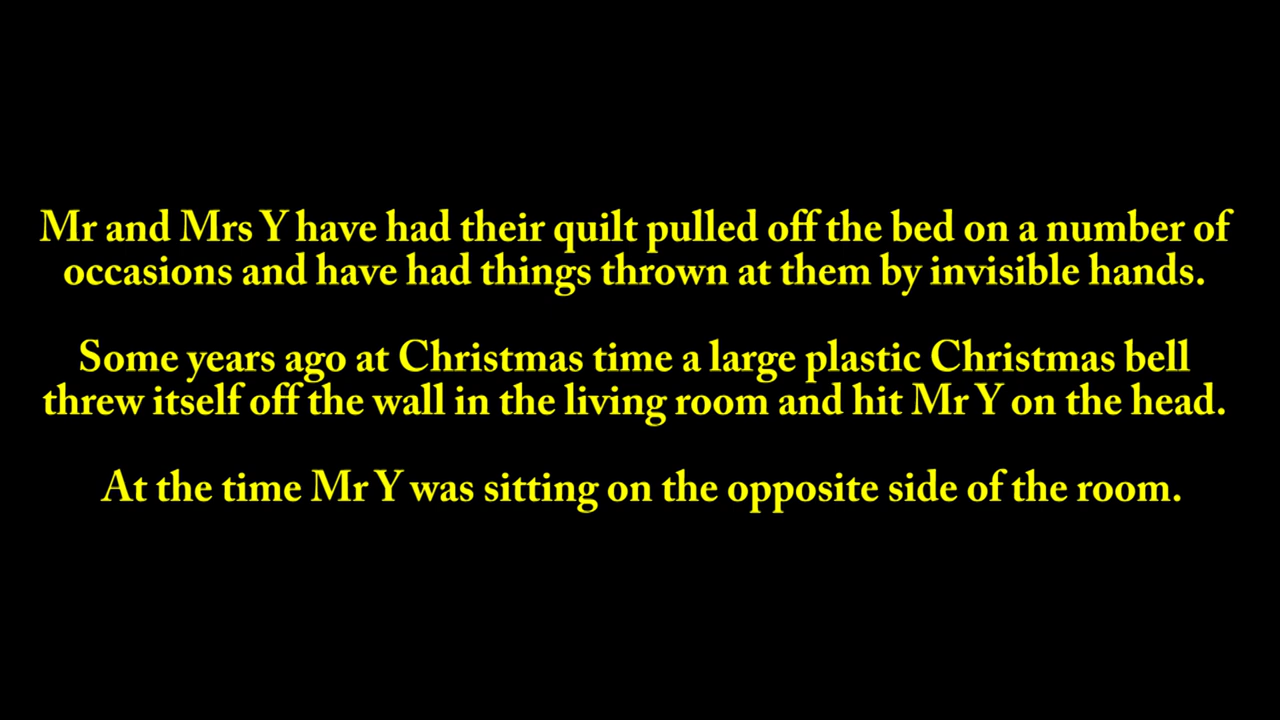 Mr and Mrs Y have had their quilt pulled off the bed on a number of
occasions and have had things thrown at them by invisible hands.
Some years ago at Christmas time a large plastic Christmas bell
threw itself off the wall in the living room and hit Mr Y on the head.
At the time Mr Y was sitting on the opposite side of the room.